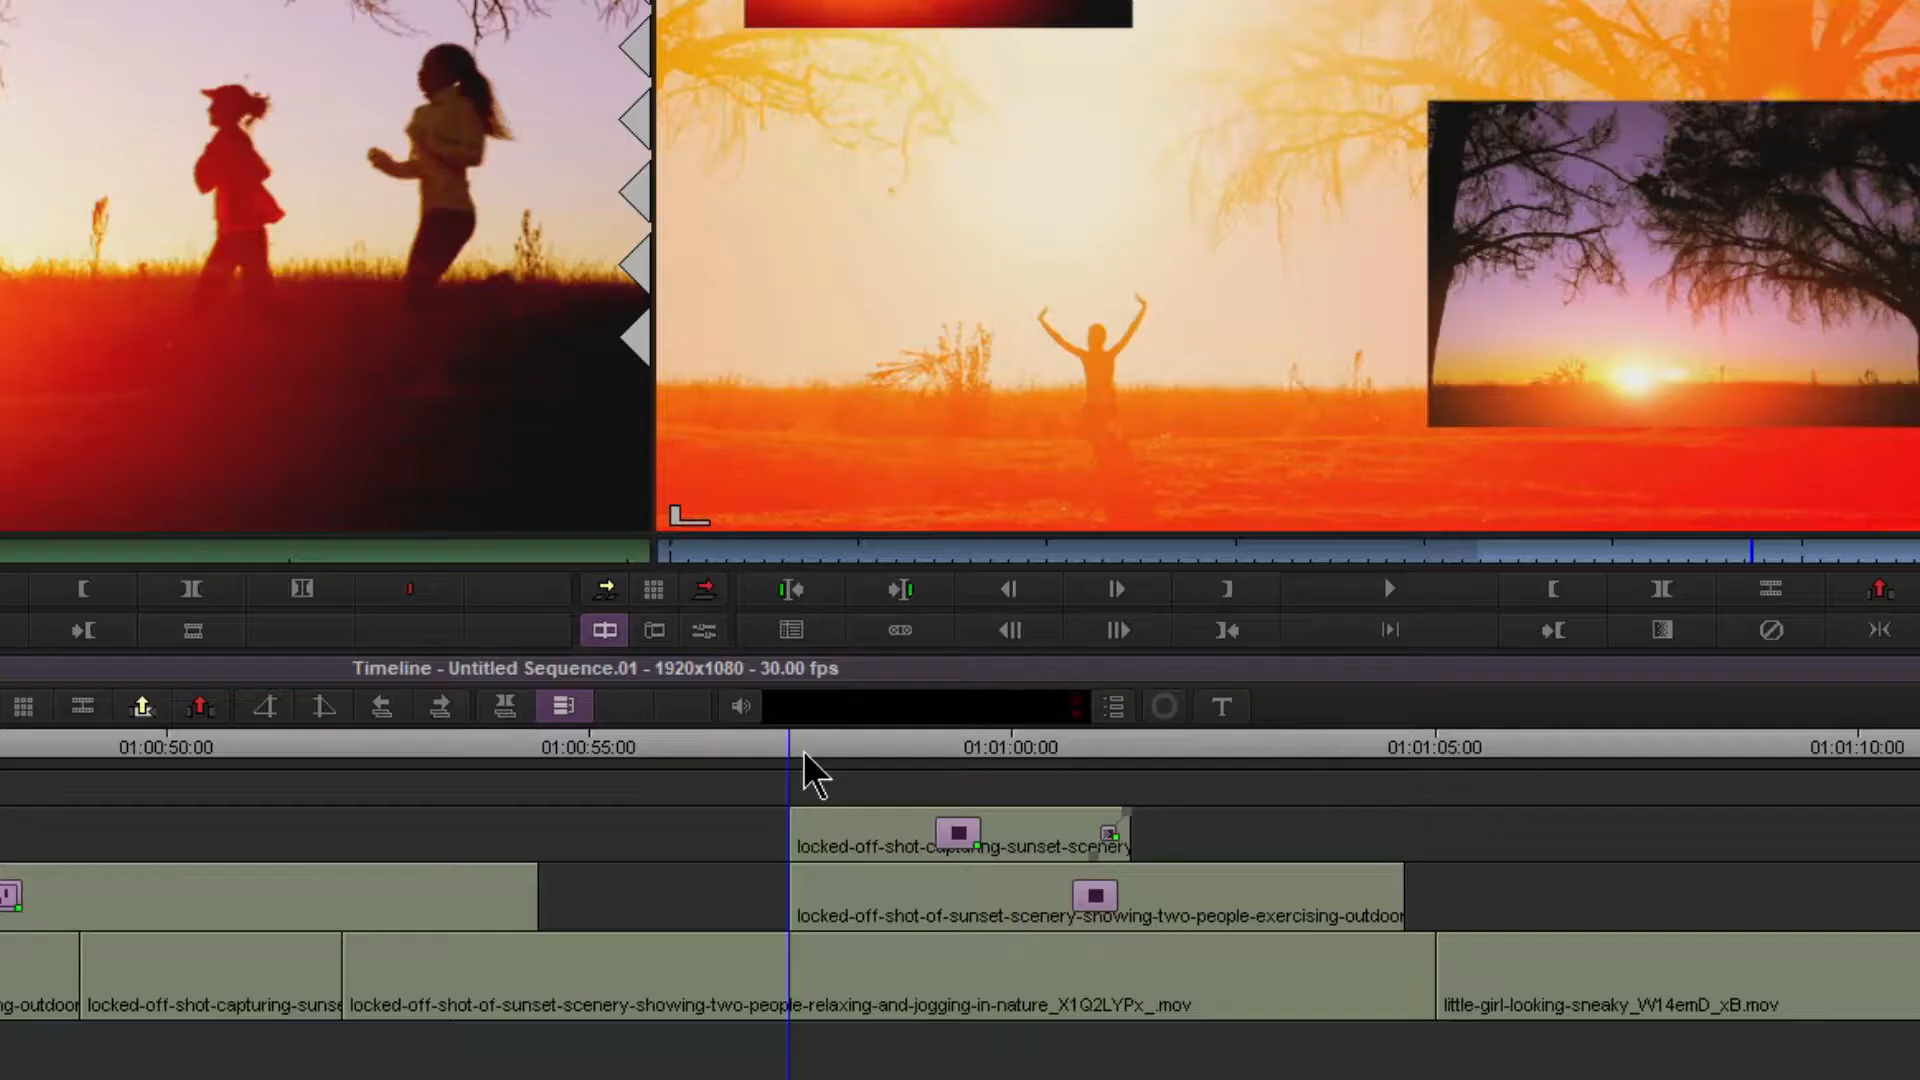 Timeline - Untitled Sequence.01 - 1920x1080 - 30.00 fps
T
01:00:50:00 01:00:55:00 01:01:00:00 01:01:05:00 01:01:10:00
locked-off-shot-capturing-sunset-scenery
locked-off-shot-of-sunset-scenery-showing-two-people-exercising-outdoor
ng-outdoor locked-off-shot-capturing-sunse locked-off-shot-of-sunset-scenery-showing-two-people-relaxing-and-jogging-in-nature_X1Q2LYPx_.mov little-girl-looking-sneaky_W14emD_xB.mov